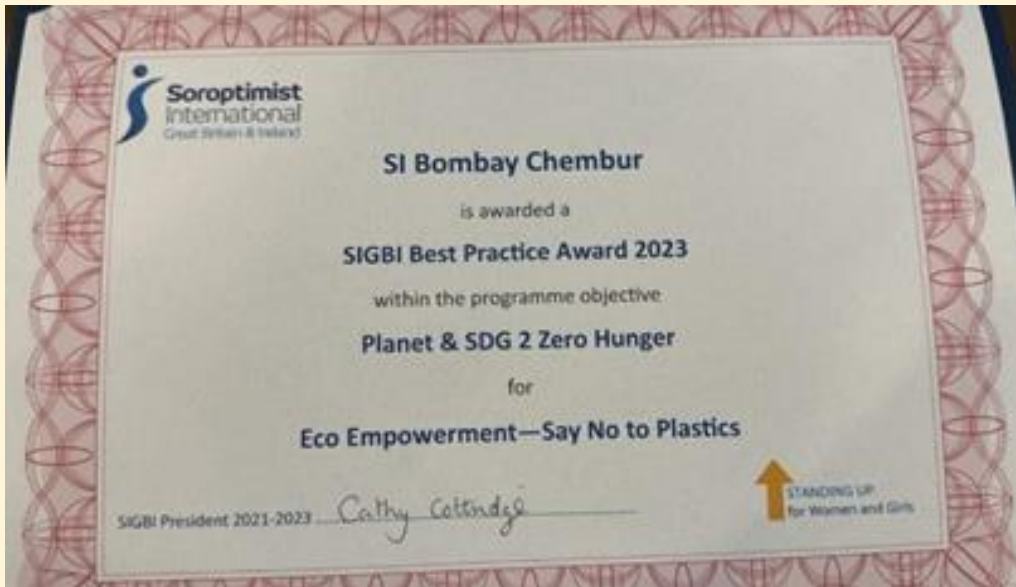 Soroptimist
International
Great Britain & Ireland
SI Bombay Chembur
is awarded a
SIGBI Best Practice Award 2023
within the programme objective
Planet & SDG 2 Zero Hunger
for
Eco Empowerment—Say No to Plastics
SIGBI President 2021-2023 Cathy
STANDING UP
for Women and Girls